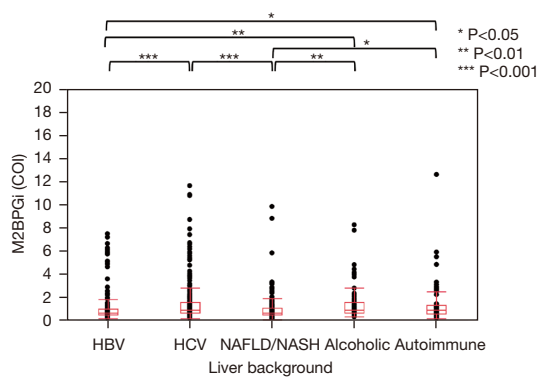 *
**
*
*** *** **
* P<0.05
** P<0.01
*** P<0.001
20
18
16
14
12
10
8
6
4
2
0
M2BPGi (COI)
HBV HCV NAFLD/NASH Alcoholic Autoimmune
Liver background